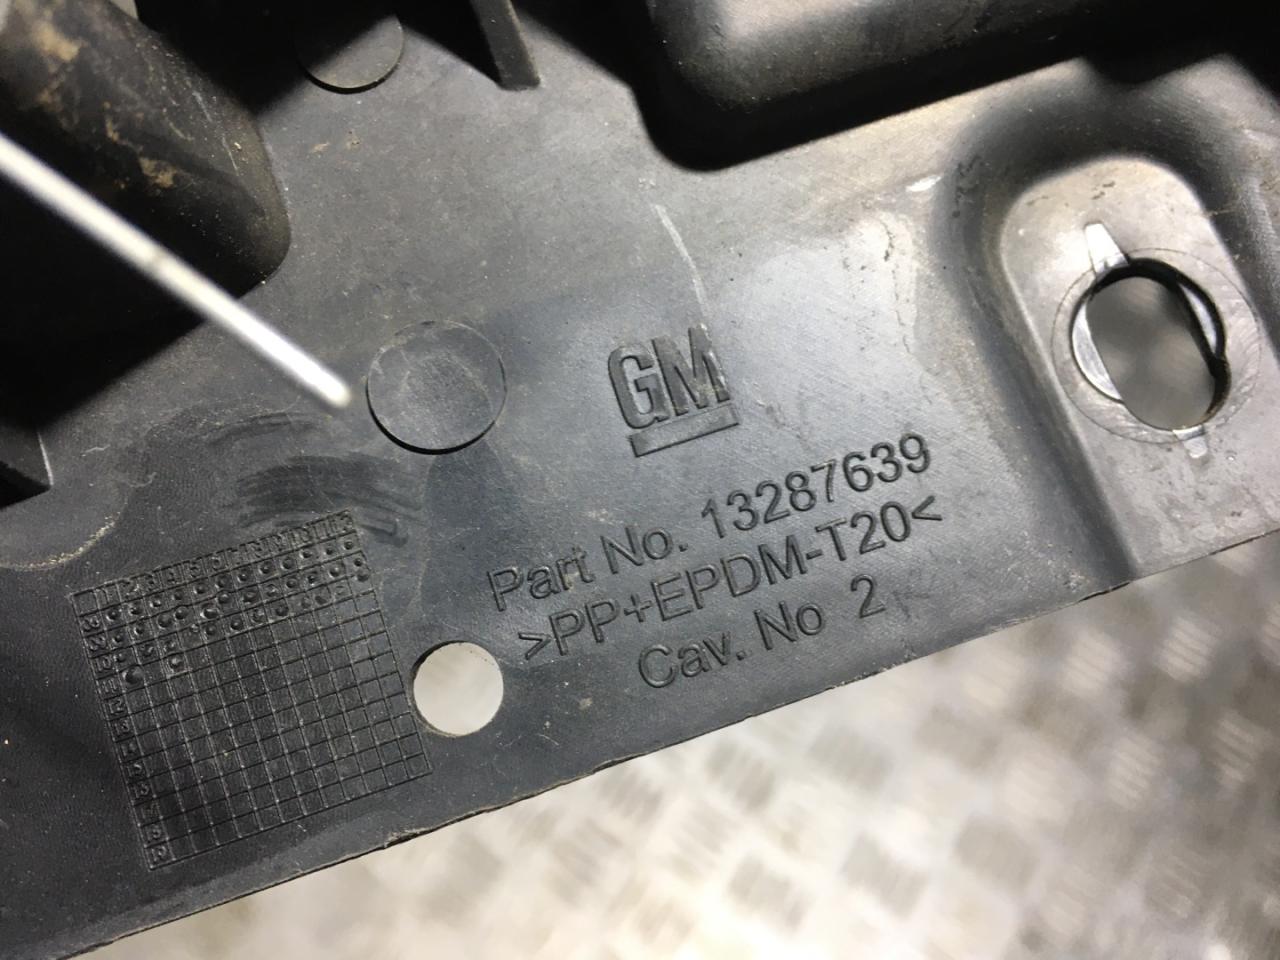 GM
Part No. 13287639
>PP+EPDM-T20<
Cav. No 2